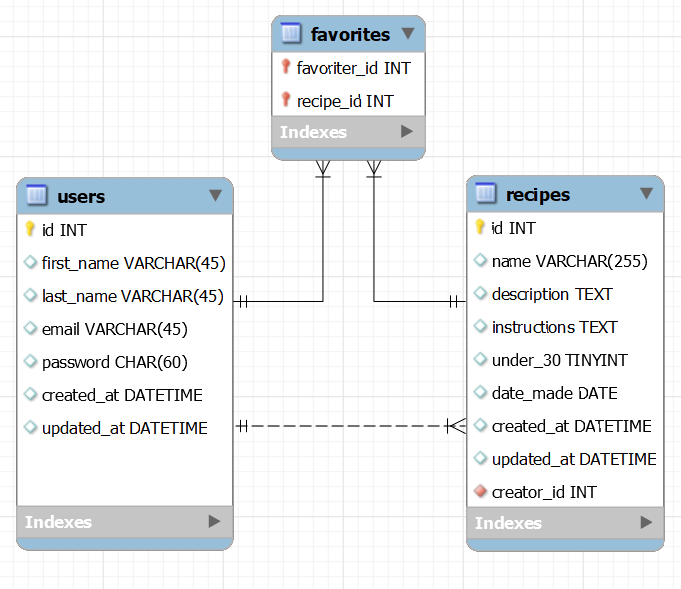 favorites
favoriter_id INT
recipe_id INT
Indexes
users
id INT
first_name VARCHAR(45)
last_name VARCHAR(45)
email VARCHAR(45)
password CHAR(60)
created_at DATETIME
updated_at DATETIME
Indexes
recipes
id INT
name VARCHAR(255)
description TEXT
instructions TEXT
under_30 TINYINT
date_made DATE
created_at DATETIME
updated_at DATETIME
creator_id INT
Indexes